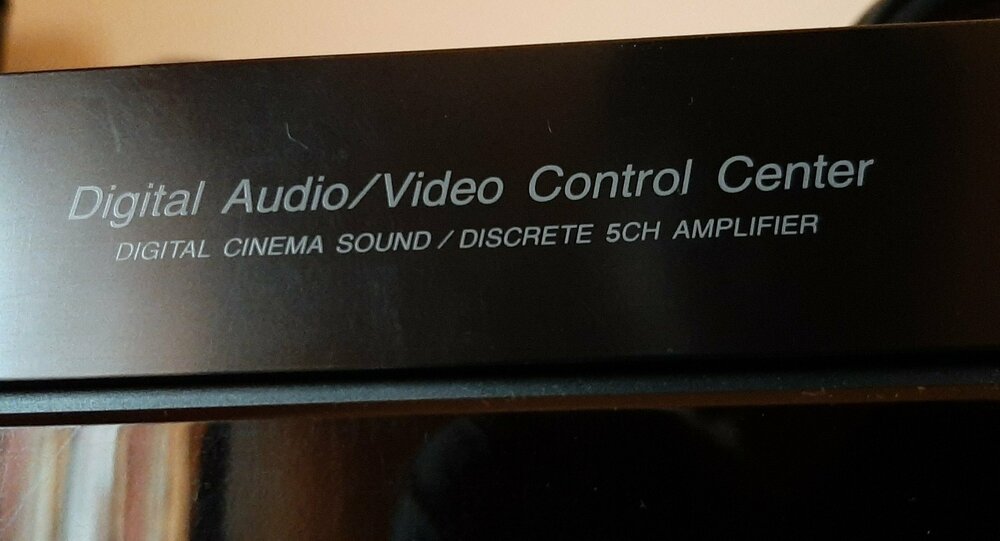 Digital Audio/Video Control Center
DIGITAL CINEMA SOUND / DISCRETE 5CH AMPLIFIER